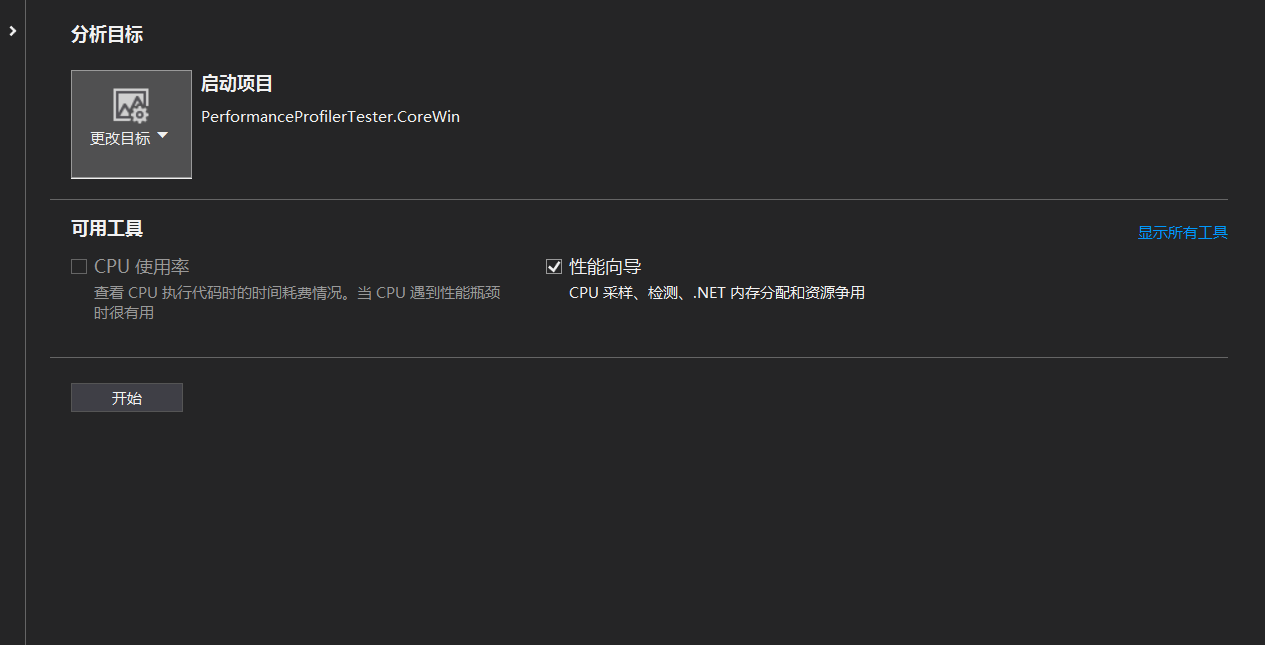 分析目标
启动项目
PerformanceProfilerTester.CoreWin
更改目标
可用工具
显示所有工具
CPU 使用率
查看 CPU 执行代码时的时间耗费情况。当 CPU 遇到性能瓶颈
时很有用
性能向导
CPU 采样、检测、.NET 内存分配和资源争用
开始